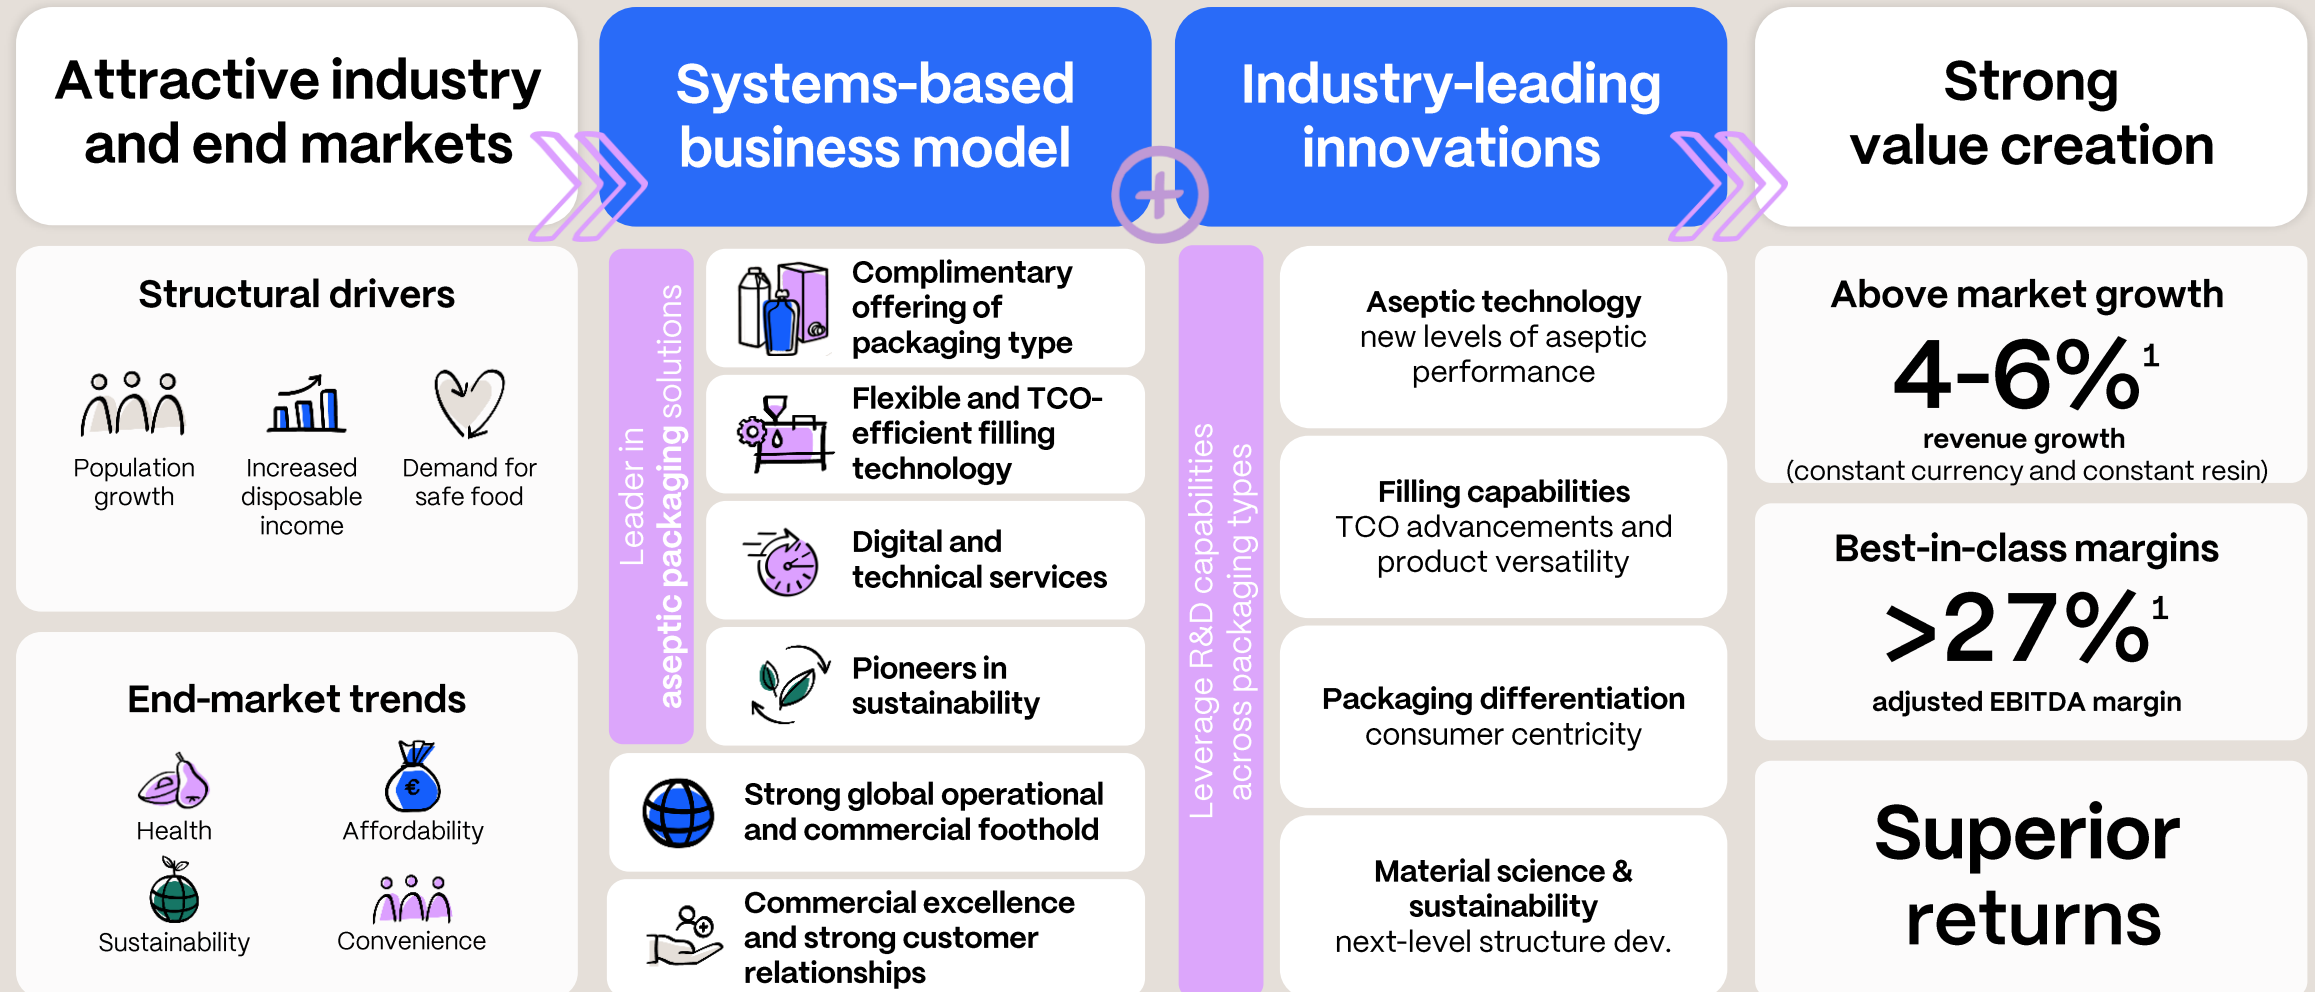 Attractive industry
and end markets
Structural drivers
Population
growth
Increased
disposable
income
Demand for
safe food
End-market trends
Health
Affordability
€
Sustainability
Convenience
Systems-based
business model
Leader in
aseptic packaging solutions
Complimentary
offering of
packaging type
Flexible and TCO-
efficient filling
technology
Digital and
technical services
Pioneers in
sustainability
Strong global operational
and commercial foothold
Commercial excellence
and strong customer
relationships
Industry-leading
innovations
Leverage R&D capabilities
across packaging types
Aseptic technology
new levels of aseptic
performance
Filling capabilities
TCO advancements and
product versatility
Packaging differentiation
consumer centricity
Material science &
sustainability
next-level structure dev.
Strong
value creation
Above market growth
4-6%1
revenue growth
(constant currency and constant resin)
Best-in-class margins
>27%1
adjusted EBITDA margin
Superior
returns